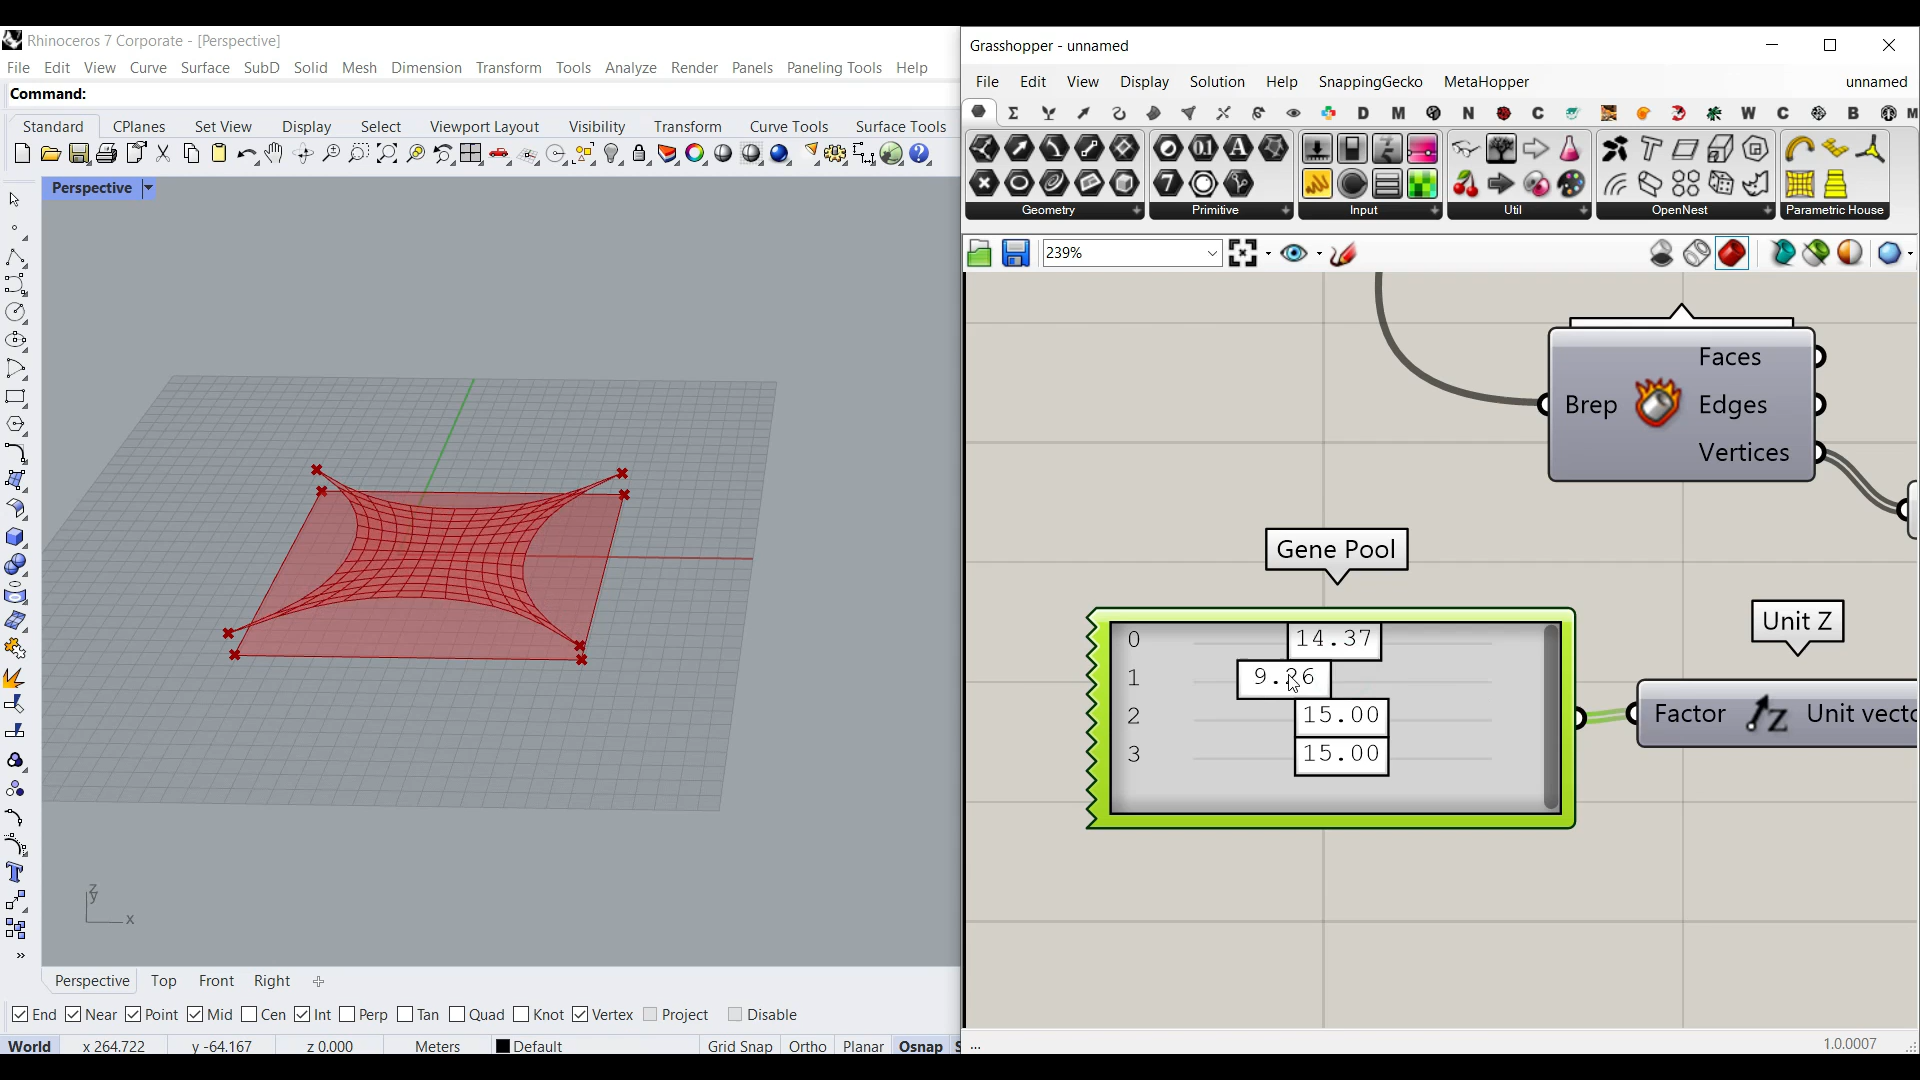 Rhinoceros 7 Corporate - [Perspective]
File Edit View Curve Surface SubD Solid Mesh Dimension Transform Tools Analyze Render Panels Paneling Tools Help
Command:
Standard CPlanes Set View Display Select Viewport Layout Visibility Transform Curve Tools Surface Tools
Perspective
z
y
x
Perspective Top Front Right
End Near Point Mid Cen Int Perp Tan Quad Knot Vertex Project Disable
World x 264.722 y -64.167 z 0.000 Meters Default Grid Snap Ortho Planar Osnap S
Grasshopper - unnamed
File Edit View Display Solution Help SnappingGecko MetaHopper unnamed
D M N C W C B M
Geometry Primitive Input Util OpenNest Parametric House
239%
Faces
Brep Edges
Vertices
Gene Pool
Unit Z
0 14.37
1 9.26
2 15.00
3 15.00
Factor Z Unit vecto
... 1.0.0007